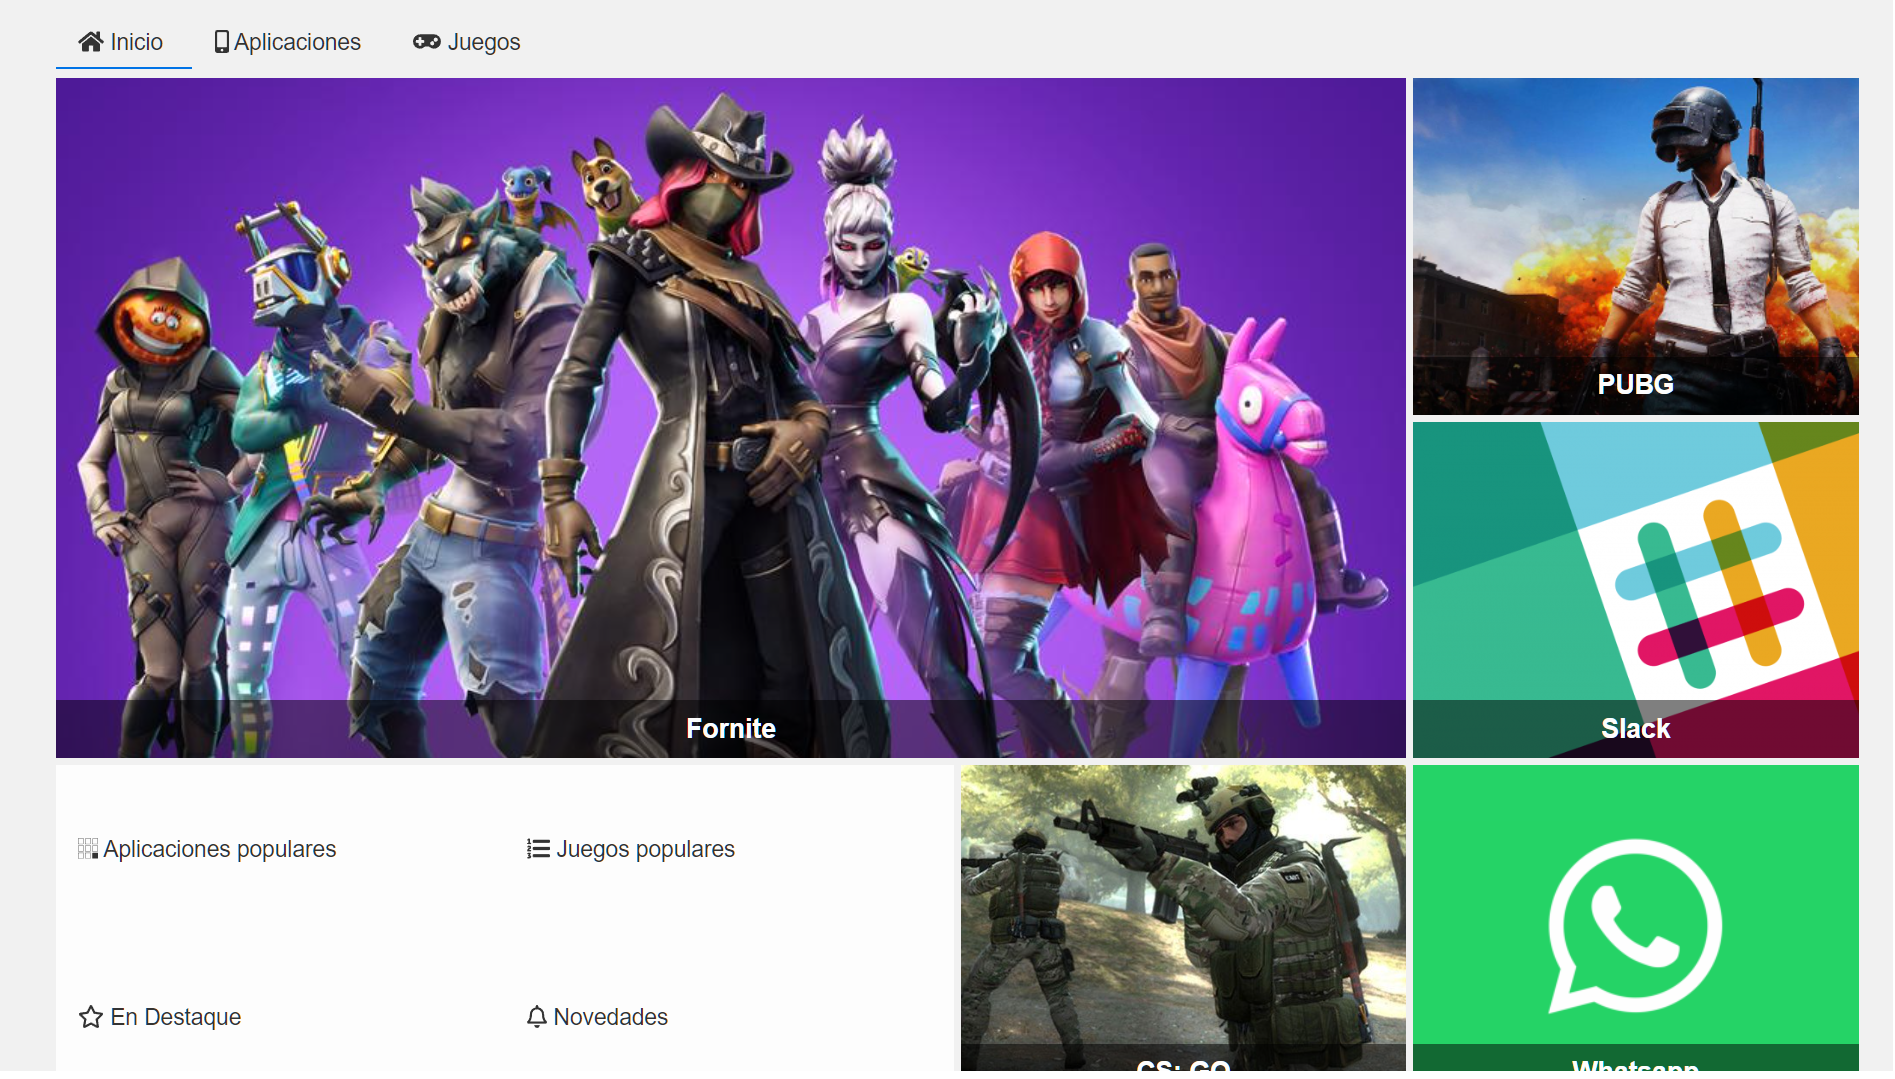 Inicio
Aplicaciones
Juegos
PUBG
Fornite
Slack
Aplicaciones populares
Juegos populares
En Destaque
Novedades
CS: GO
Whatsapp